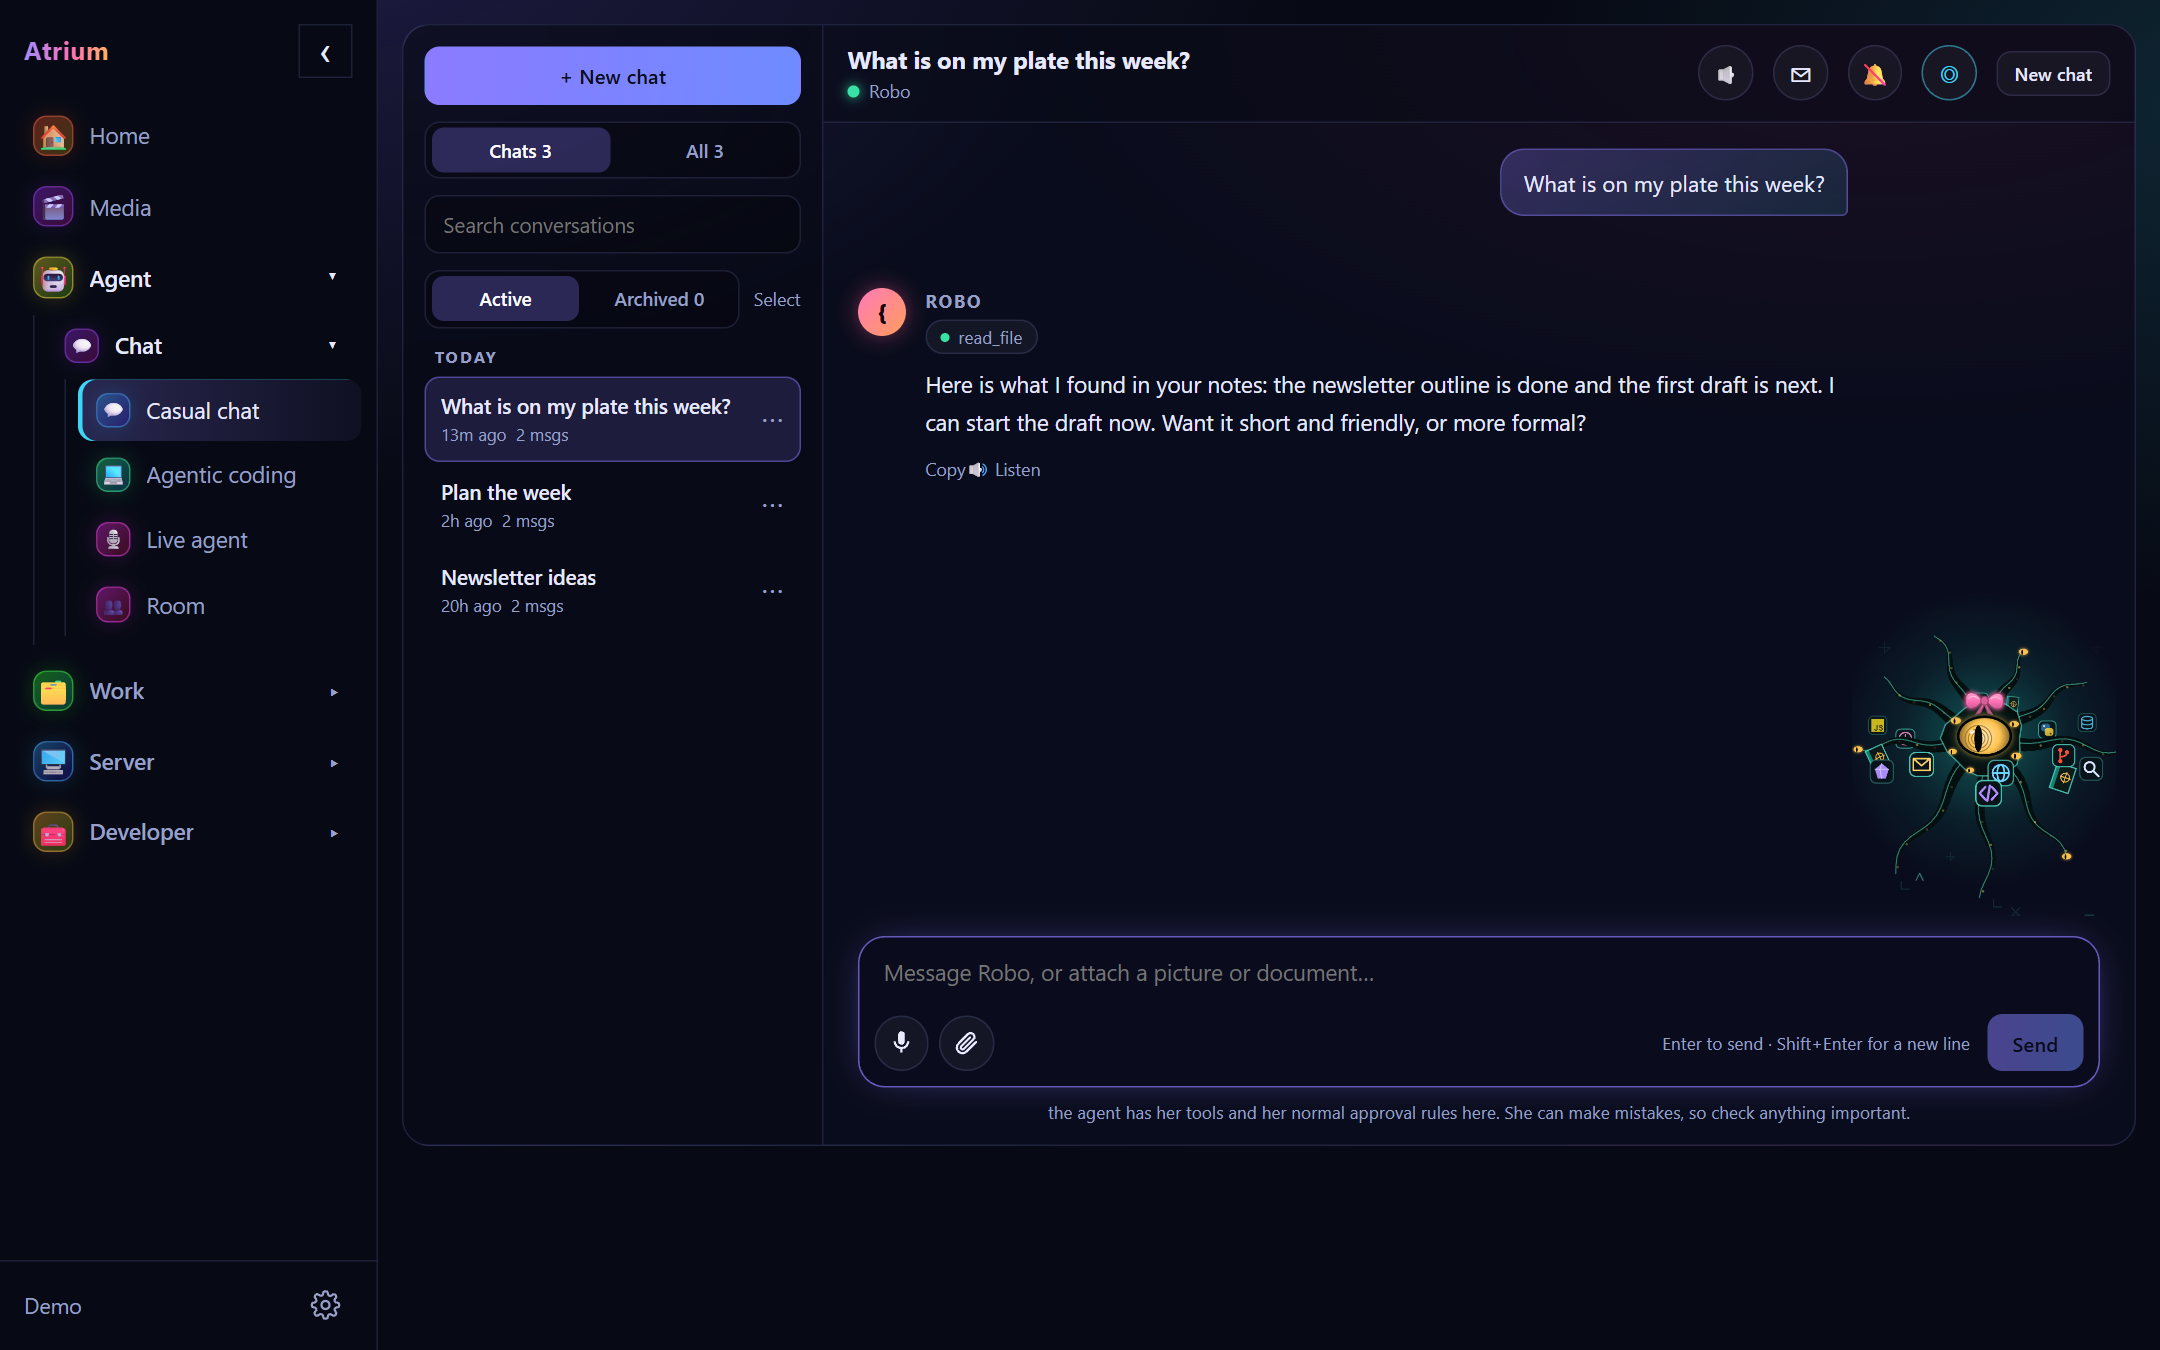 Atrium
❮
Home
Media
Agent
Chat
Casual chat
Agentic coding
Live agent
Room
Work
Server
Developer
Demo
+ New chat
Chats 3
All 3
Search conversations
Active
Archived 0
Select
TODAY
What is on my plate this week?
13m ago 2 msgs
Plan the week
2h ago 2 msgs
Newsletter ideas
20h ago 2 msgs
What is on my plate this week?
Robo
New chat
What is on my plate this week?
{
ROBO
read_file
Here is what I found in your notes: the newsletter outline is done and the first draft is next. I
can start the draft now. Want it short and friendly, or more formal?
Copy Listen
JS
</>
Message Robo, or attach a picture or document...
Enter to send · Shift+Enter for a new line
Send
the agent has her tools and her normal approval rules here. She can make mistakes, so check anything important.